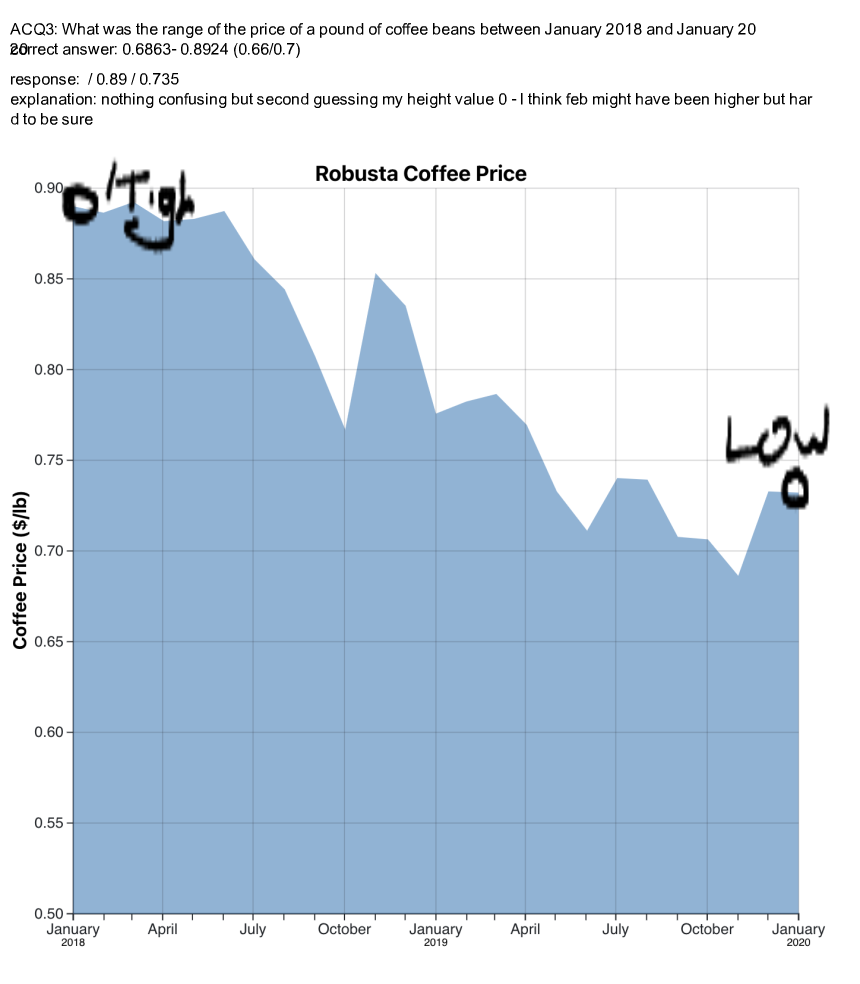 ACQ3: What was the range of the price of a pound of coffee beans between January 2018 and January 20
20
correct answer: 0.6863- 0.8924 (0.66/0.7)
response:  / 0.89 / 0.735
explanation: nothing confusing but second guessing my height value 0 - I think feb might have been higher but har
d to be sure
Robusta Coffee Price
0.90
0.85
0.80
0.75
LOW
0.70
0.65
0.60
0.55
0.50
Coffee Price ($/lb)
January April July October January April July October January
2018 2019 2020